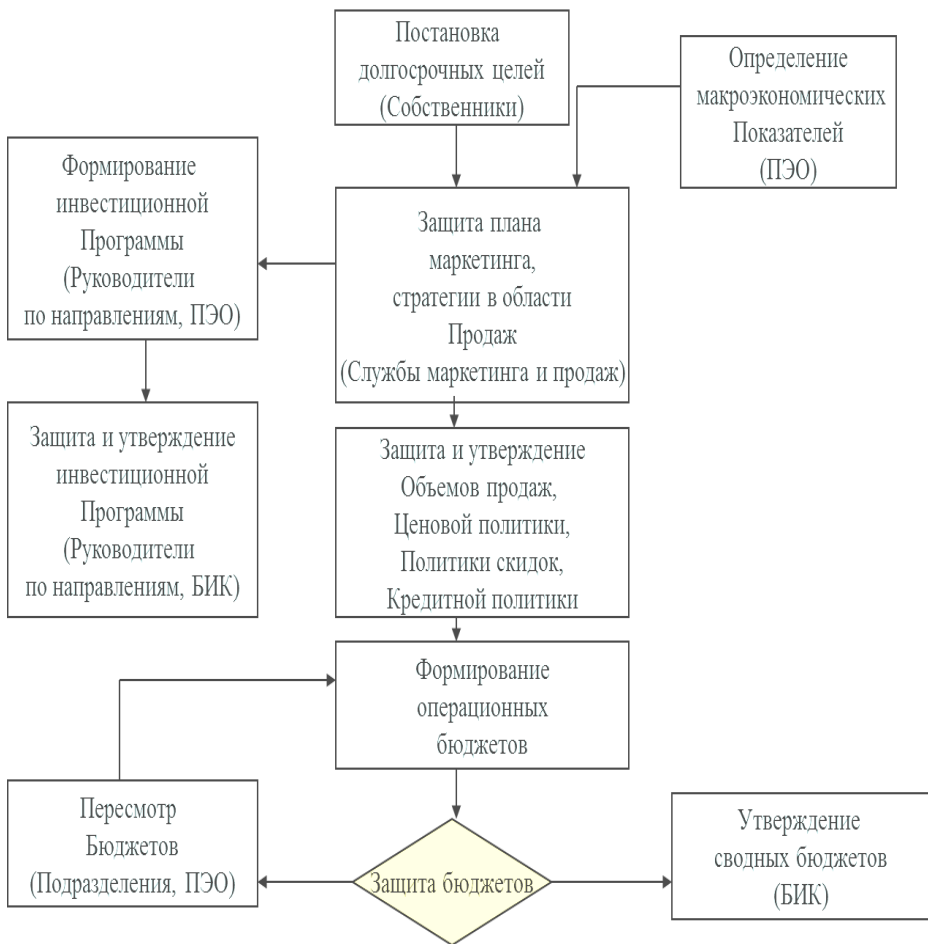 Постановка
долгосрочных целей
(Собственники)
Определение
макроэкономических
Показателей
(ПЭО)
Формирование
инвестиционной
Программы
(Руководители
по направлениям, ПЭО)
Защита плана
маркетинга,
стратегии в области
Продаж
(Службы маркетинга и продаж)
Защита и утверждение
инвестиционной
Программы
(Руководители
по направлениям, БИК)
Защита и утверждение
Объемов продаж,
Ценовой политики,
Политики скидок,
Кредитной политики
Формирование
операционных
бюджетов
Пересмотр
Бюджетов
(Подразделения, ПЭО)
Защита бюджетов
Утверждение
сводных бюджетов
(БИК)